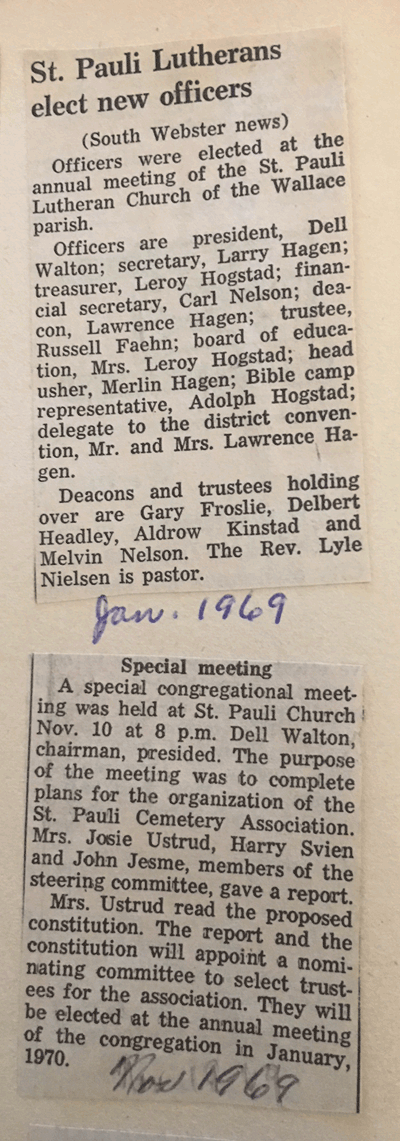 St. Pauli Lutherans
elect new officers
(South Webster news)
Officers were elected at the
annual meeting of the St. Pauli
Lutheran Church of the Wallace
parish.
Officers are president, Dell
Walton; secretary, Larry Hagen;
treasurer, Leroy Hogstad; finan-
cial secretary, Carl Nelson; dea-
con, Lawrence Hagen; trustee,
Russell Faehn; board of educa-
tion, Mrs. Leroy Hogstad; head
usher, Merlin Hagen; Bible camp
representative, Adolph Hogstad;
delegate to the district conven-
tion, Mr. and Mrs. Lawrence Ha-
gen.
Deacons and trustees holding
over are Gary Froslie, Delbert
Headley, Aldrow Kinstad and
Melvin Nelson. The Rev. Lyle
Nielsen is pastor.
Jan. 1969
Special meeting
A special congregational meet-
ing was held at St. Pauli Church
Nov. 10 at 8 p.m. Dell Walton,
chairman, presided. The purpose
of the meeting was to complete
plans for the organization of the
St. Pauli Cemetery Association.
Mrs. Josie Ustrud, Harry Svien
and John Jesme, members of the
steering committee, gave a report.
Mrs. Ustrud read the proposed
constitution. The report and the
constitution will appoint a nomi-
nating committee to select trust-
ees for the association. They will
be elected at the annual meeting
of the congregation in January,
1970.
Nov 1969